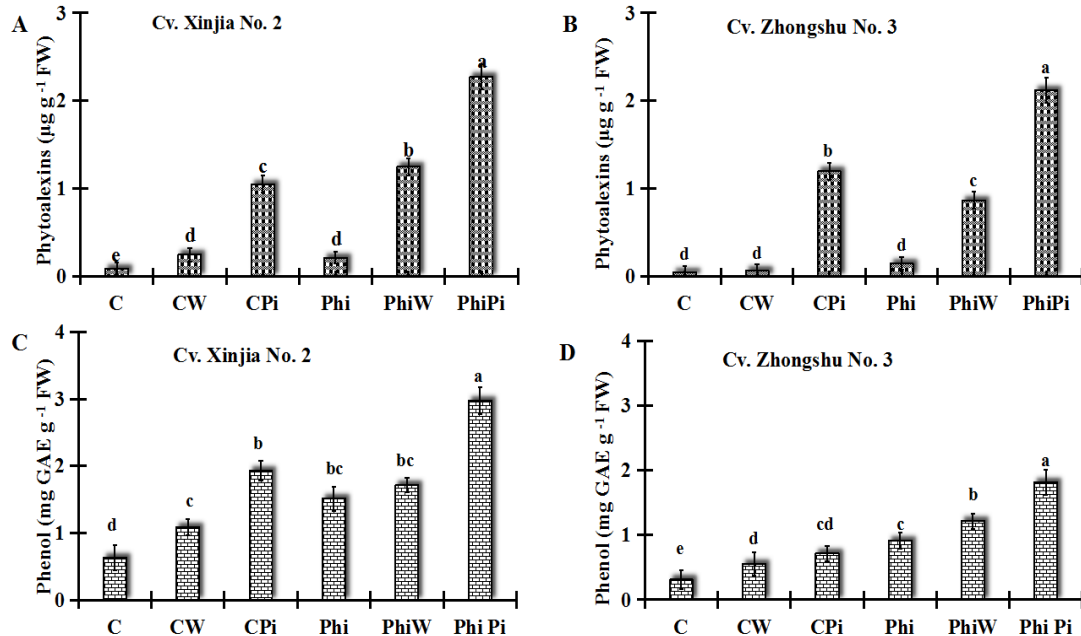 A
Cv. Xinjia No. 2
Phytoalexins (µg g -1 FW)
3
2
1
0
e
d
c
d
b
a
C CW CPi Phi PhiW PhiPi
B
Cv. Zhongshu No. 3
Phytoalexins (µg g -1 FW)
3
2
1
0
d
d
b
d
c
a
C CW CPi Phi PhiW PhiPi
C
Cv. Xinjia No. 2
Phenol (mg GAE g -1 FW)
4
3
2
1
0
d
c
b
bc
bc
a
C CW CPi Phi PhiW Phi Pi
D
Cv. Zhongshu No. 3
Phenol (mg GAE g -1 FW)
4
3
2
1
0
e
d
cd
c
b
a
C CW CPi Phi PhiW Phi Pi